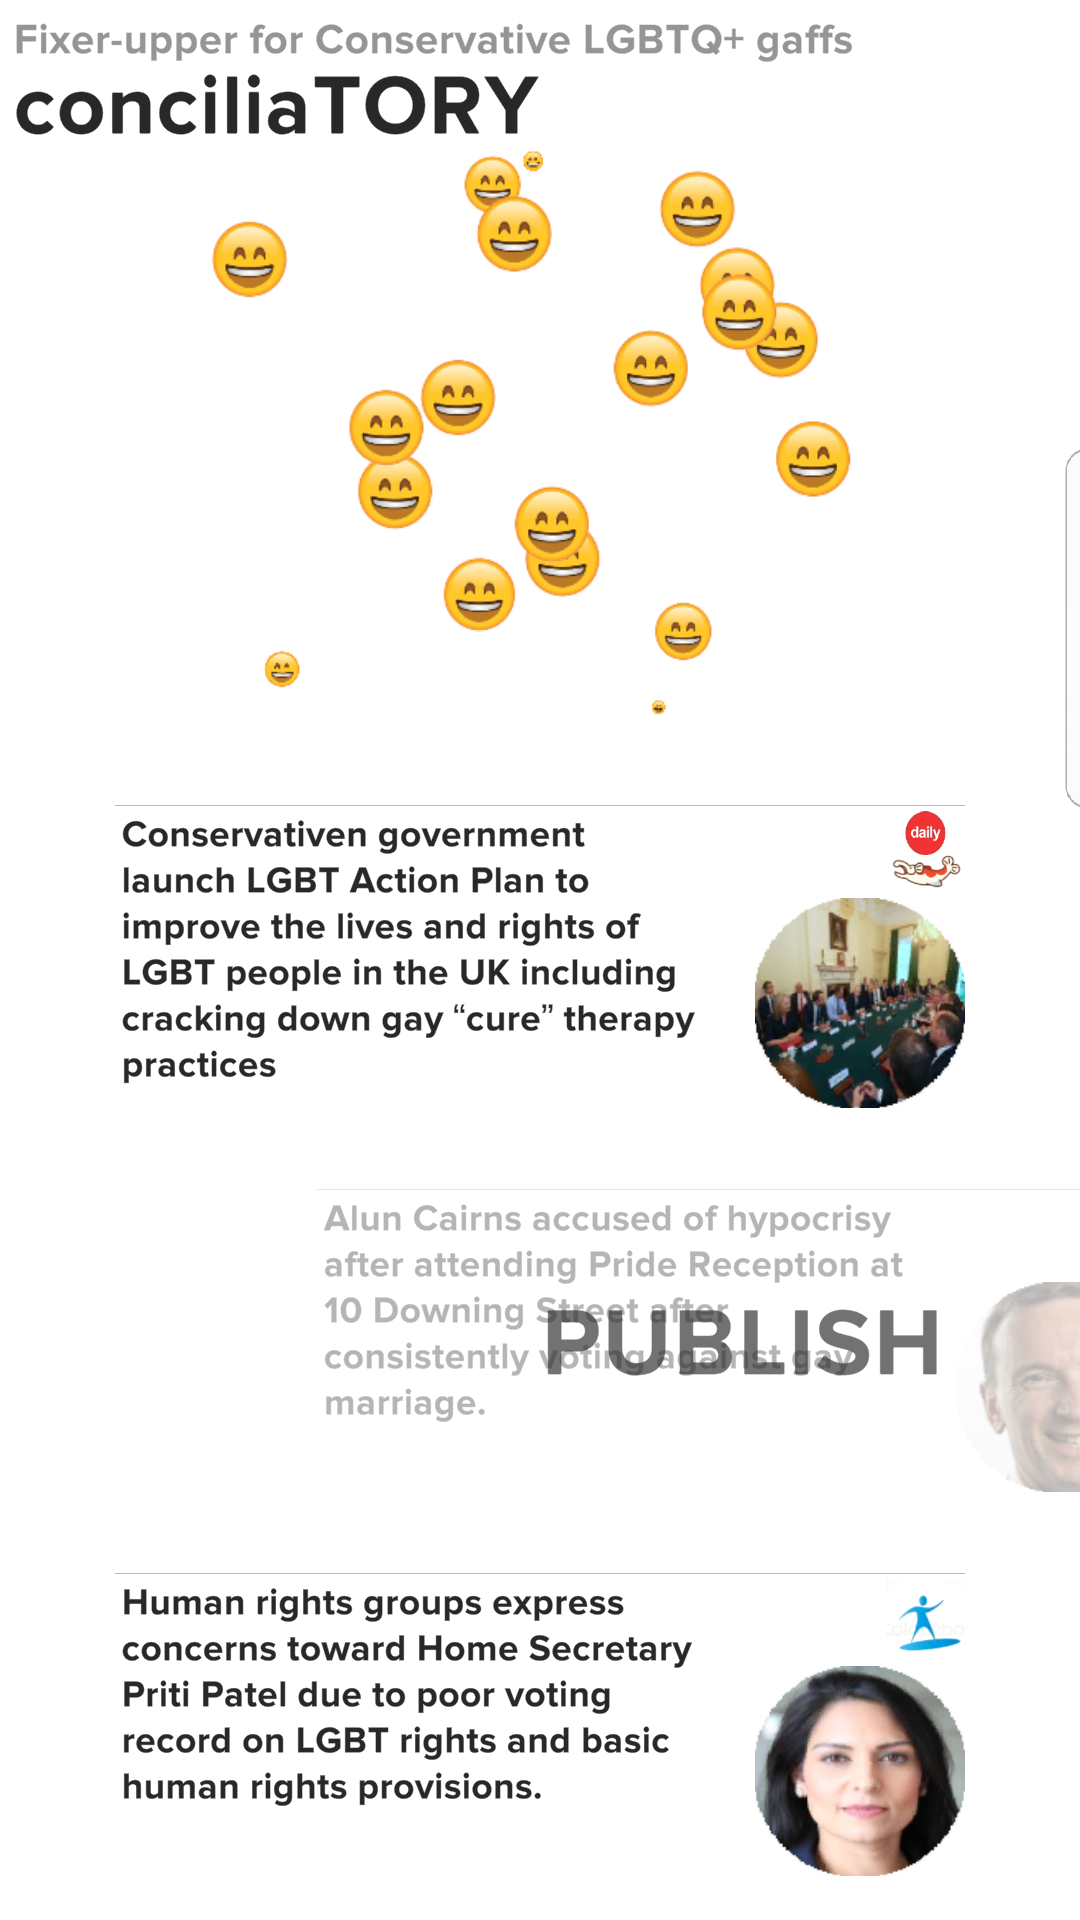 Fixer-upper for Conservative LGBTQ+ gaffs
conciliaTORY
daily
Conservativen government
launch LGBT Action Plan to
improve the lives and rights of
LGBT people in the UK including
cracking down gay “cure” therapy
practices
Alun Cairns accused of hypocrisy
after attending Pride Reception at
10 Downing Street after
consistently voting against gay
marriage.
PUBLISH
Human rights groups express
concerns toward Home Secretary
Priti Patel due to poor voting
record on LGBT rights and basic
human rights provisions.